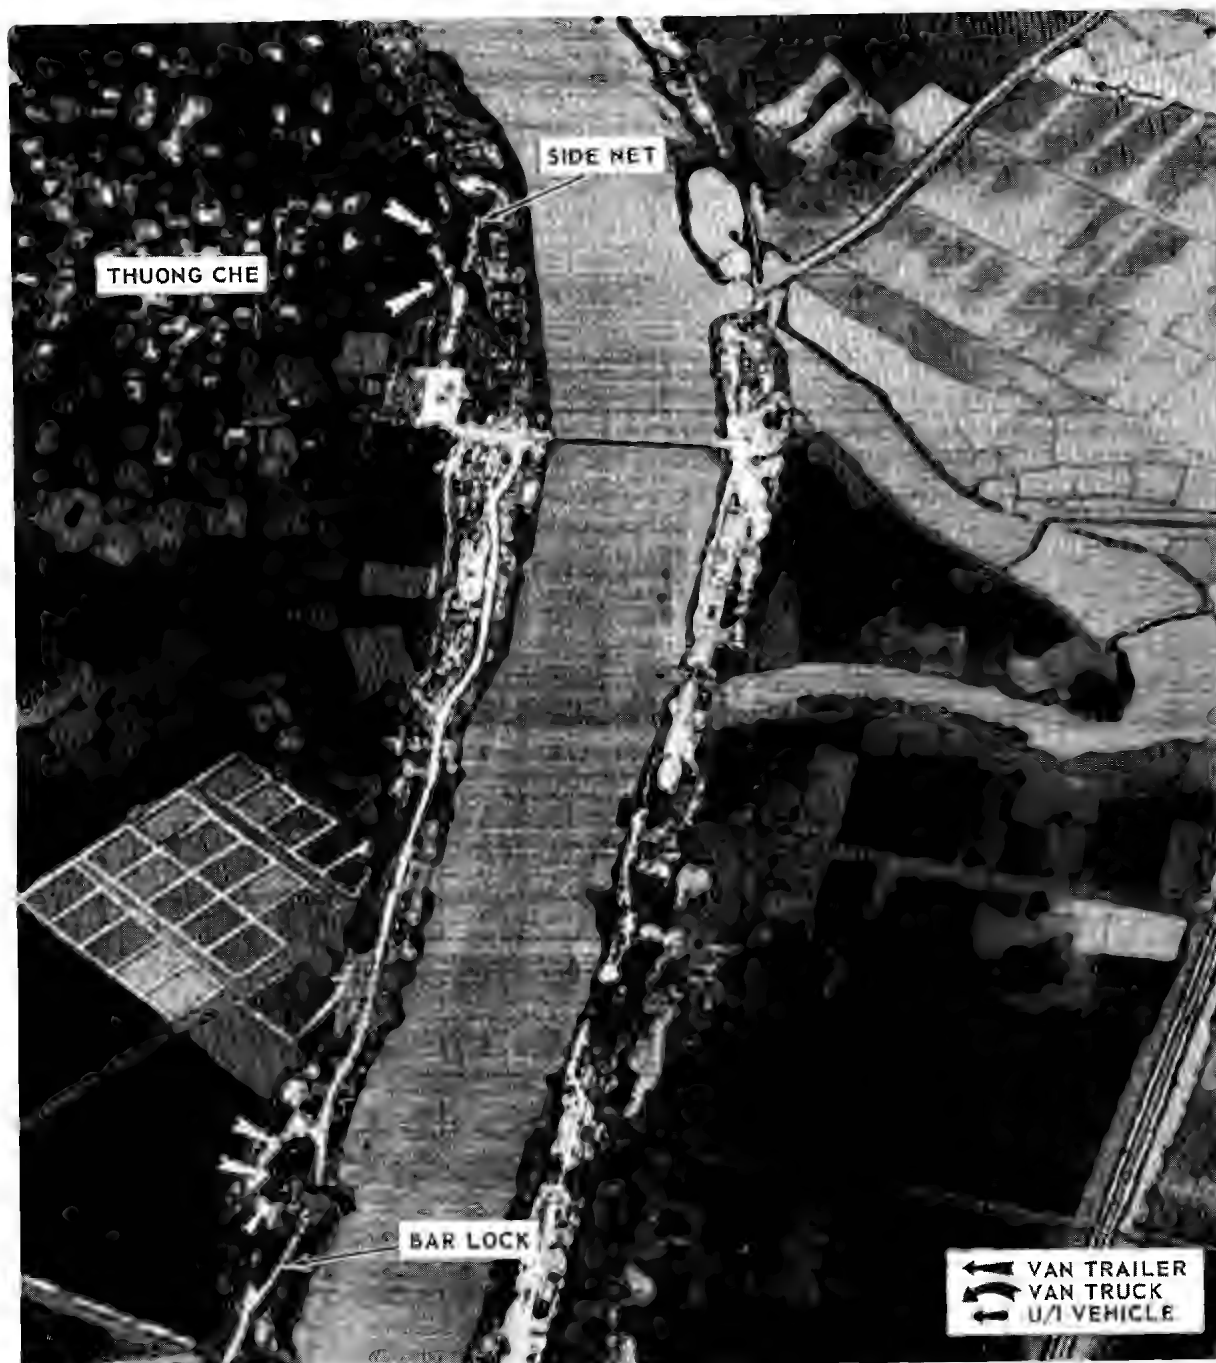 SIDE NET
THUONG CHE
BAR LOCK
VAN TRAILER
VAN TRUCK
U/I VEHICLE